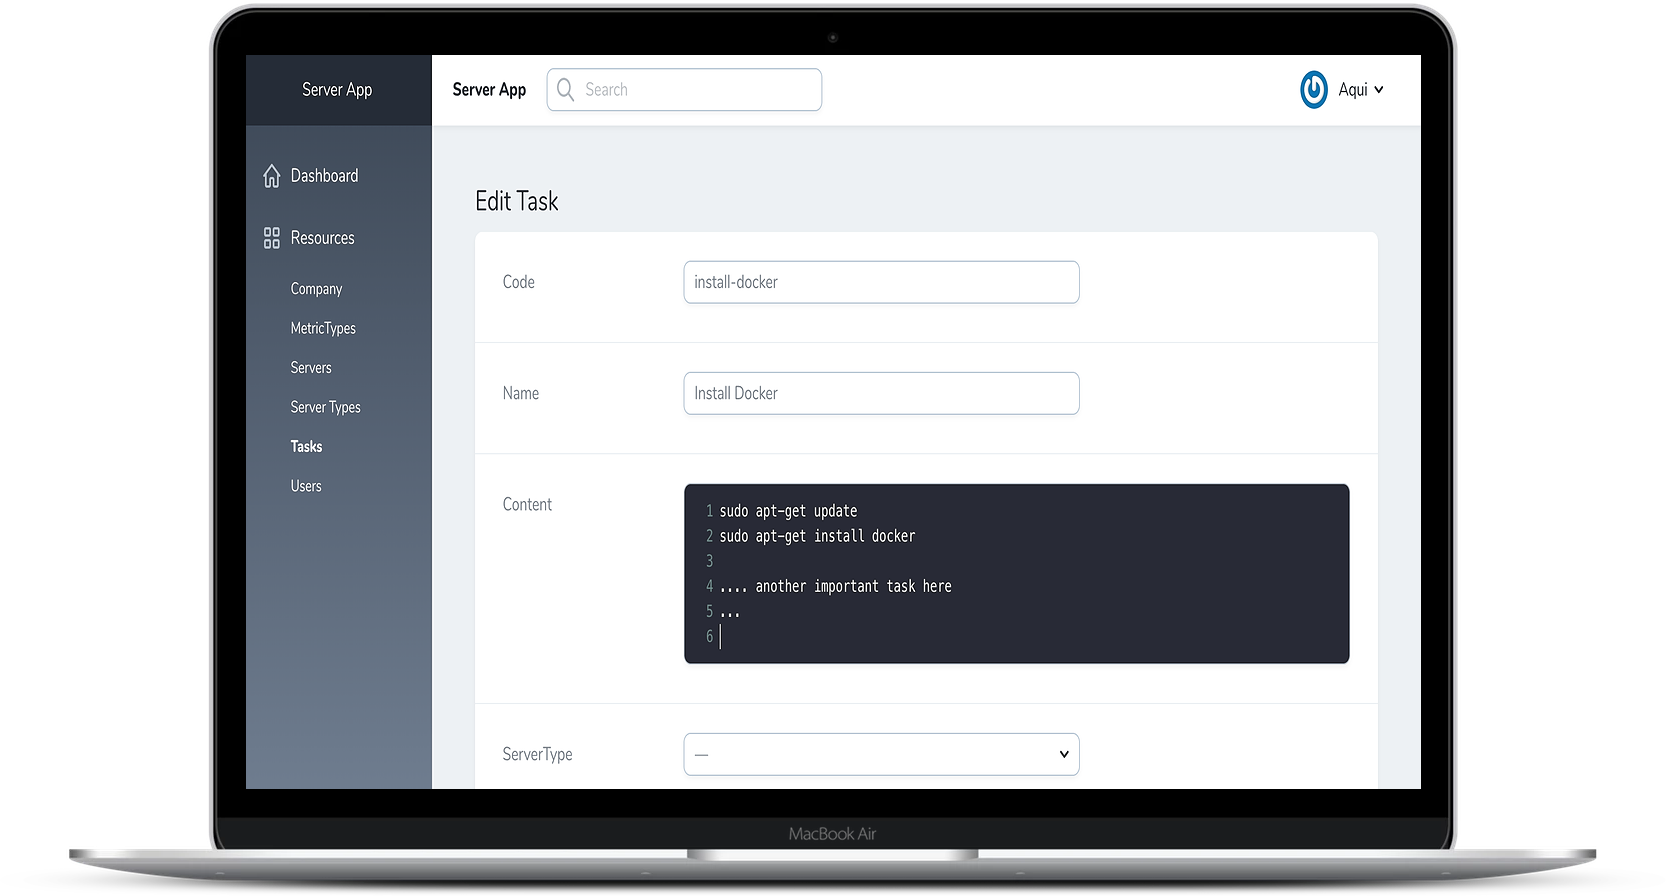 Server App
Server App
Search
Aqui
Dashboard
Resources
Company
MetricTypes
Servers
Server Types
Tasks
Users
Edit Task
Code
install-docker
Name
Install Docker
Content
1 sudo apt-get update
2 sudo apt-get install docker
3
4 .... another important task here
5 ...
6
ServerType
—
MacBook Air